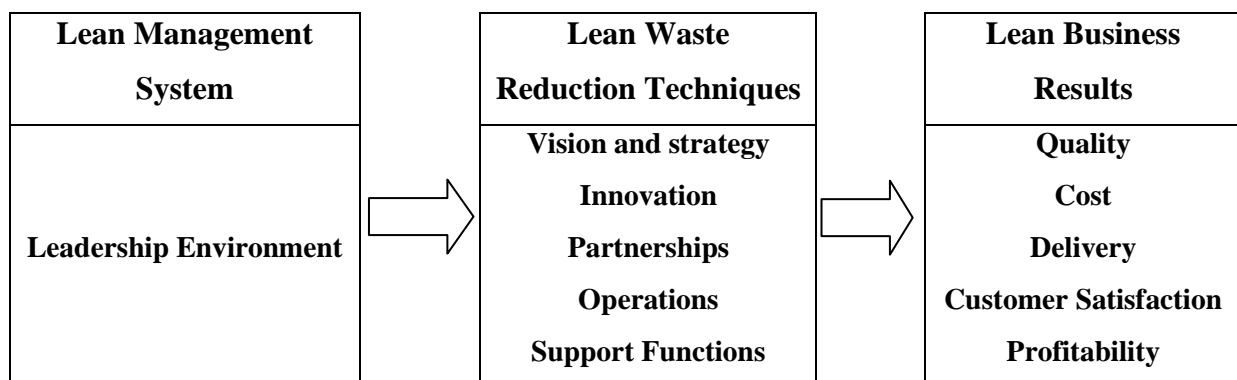 Lean Management
System
Leadership Environment
Lean Waste
Reduction Techniques
Vision and strategy
Innovation
Partnerships
Operations
Support Functions
Lean Business
Results
Quality
Cost
Delivery
Customer Satisfaction
Profitability